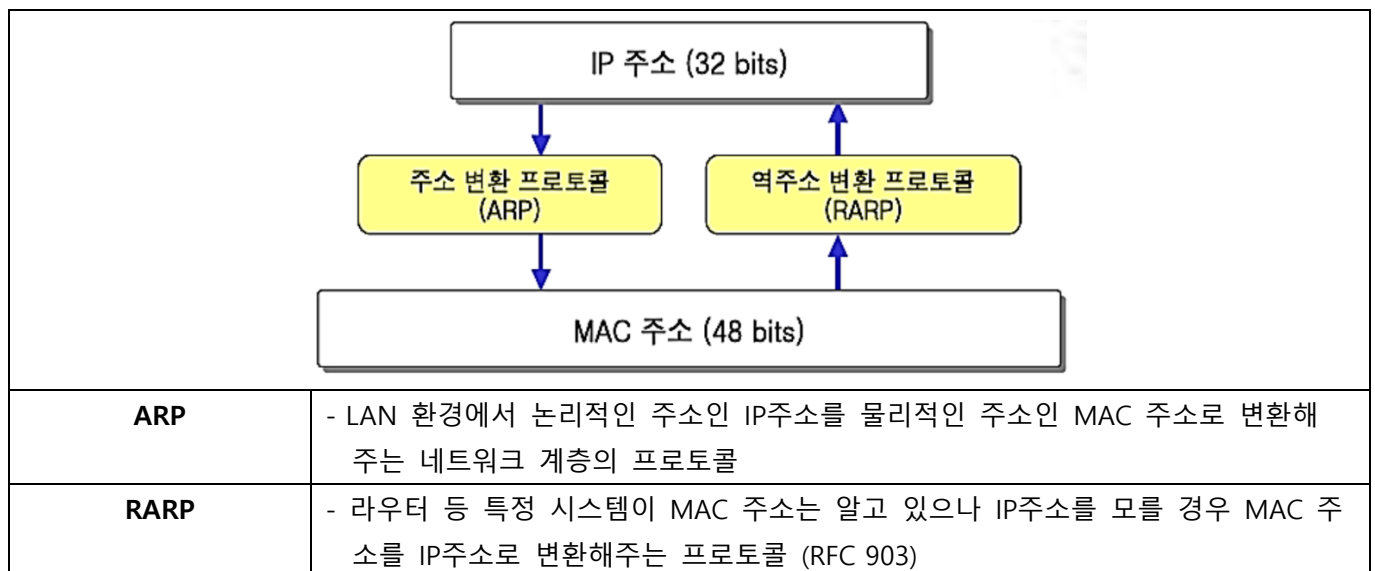 IP 주소 (32 bits)
주소 변환 프로토콜
(ARP)
역주소 변환 프로토콜
(RARP)
MAC 주소 (48 bits)
ARP
- LAN 환경에서 논리적인 주소인 IP주소를 물리적인 주소인 MAC 주소로 변환해
주는 네트워크 계층의 프로토콜
RARP
- 라우터 등 특정 시스템이 MAC 주소는 알고 있으나 IP주소를 모를 경우 MAC 주
소를 IP주소로 변환해주는 프로토콜 (RFC 903)